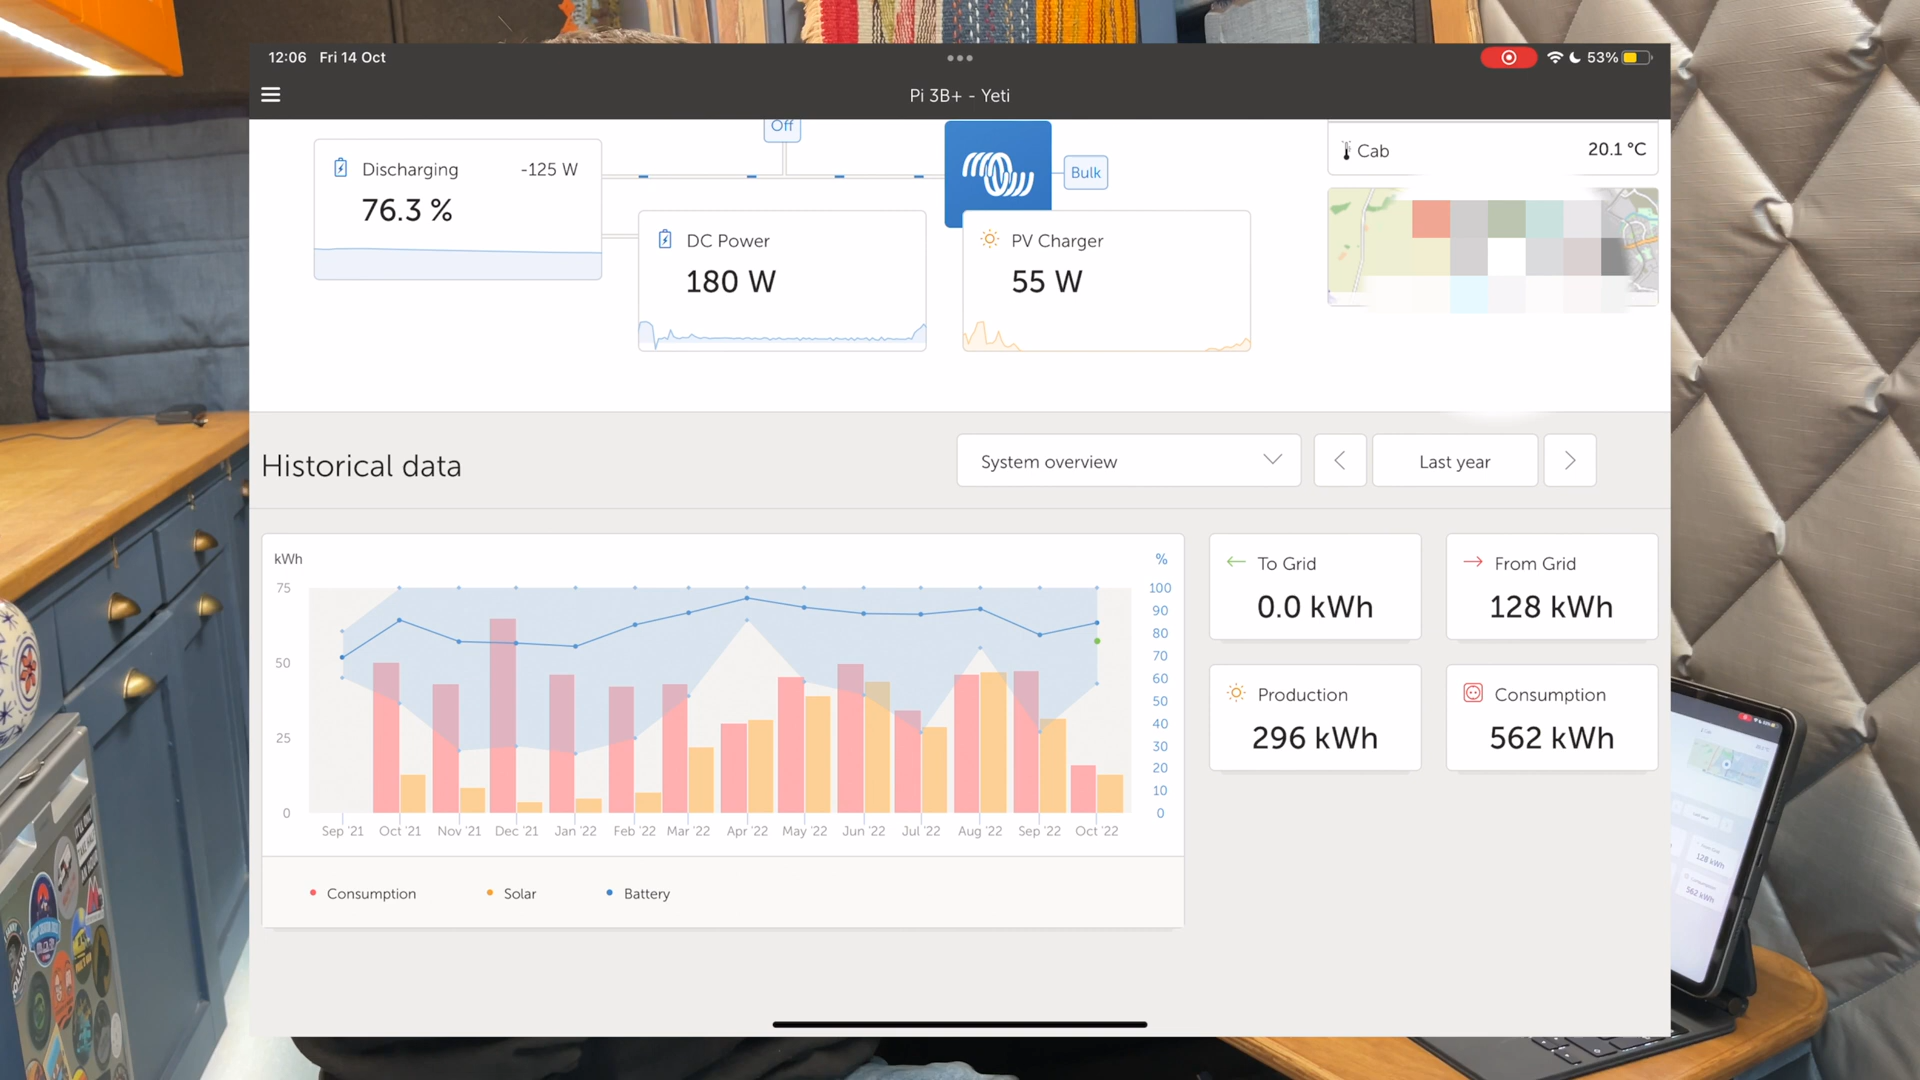 12:06 Fri 14 Oct
53%
Pi 3B+ - Yeti
Off
Discharging -125 W
76.3 %
Bulk
Cab 20.1 °C
DC Power
180 W
PV Charger
55 W
Historical data
System overview
Last year
kWh
%
75
50
25
0
100
90
80
70
60
50
40
30
20
10
0
Sep '21 Oct '21 Nov '21 Dec '21 Jan '22 Feb '22 Mar '22 Apr '22 May '22 Jun '22 Jul '22 Aug '22 Sep '22 Oct '22
Consumption Solar Battery
To Grid
0.0 kWh
From Grid
128 kWh
Production
296 kWh
Consumption
562 kWh
128 kWh
562 kWh